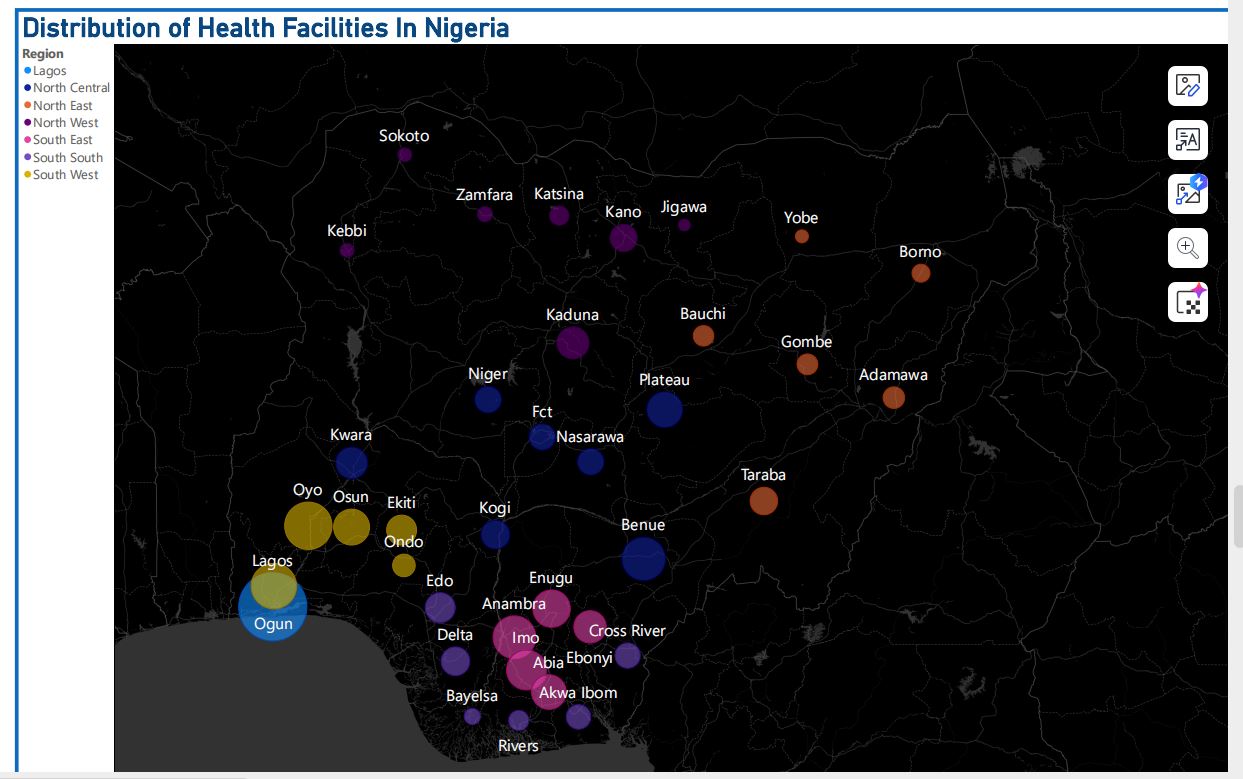 Distribution of Health Facilities In Nigeria
Region
Lagos
North Central
North East
North West
South East
South South
South West
Sokoto
Zamfara
Katsina
Kano
Jigawa
Yobe
Kebbi
Borno
Kaduna
Bauchi
Gombe
Niger
Plateau
Adamawa
Fct
Kwara
Nasarawa
Oyo
Osun
Ekiti
Taraba
Kogi
Benue
Ondo
Lagos
Edo
Enugu
Anambra
Ogun
Delta
Imo
Cross River
Abia
Ebonyi
Bayelsa
Akwa Ibom
Rivers
A